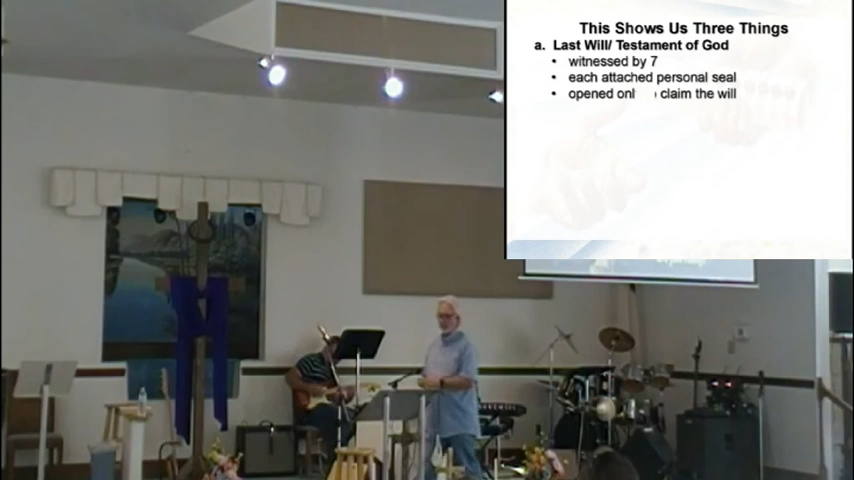 This Shows Us Three Things
a. Last Will/ Testament of God
• witnessed by 7
• each attached personal seal
• opened onl claim the will